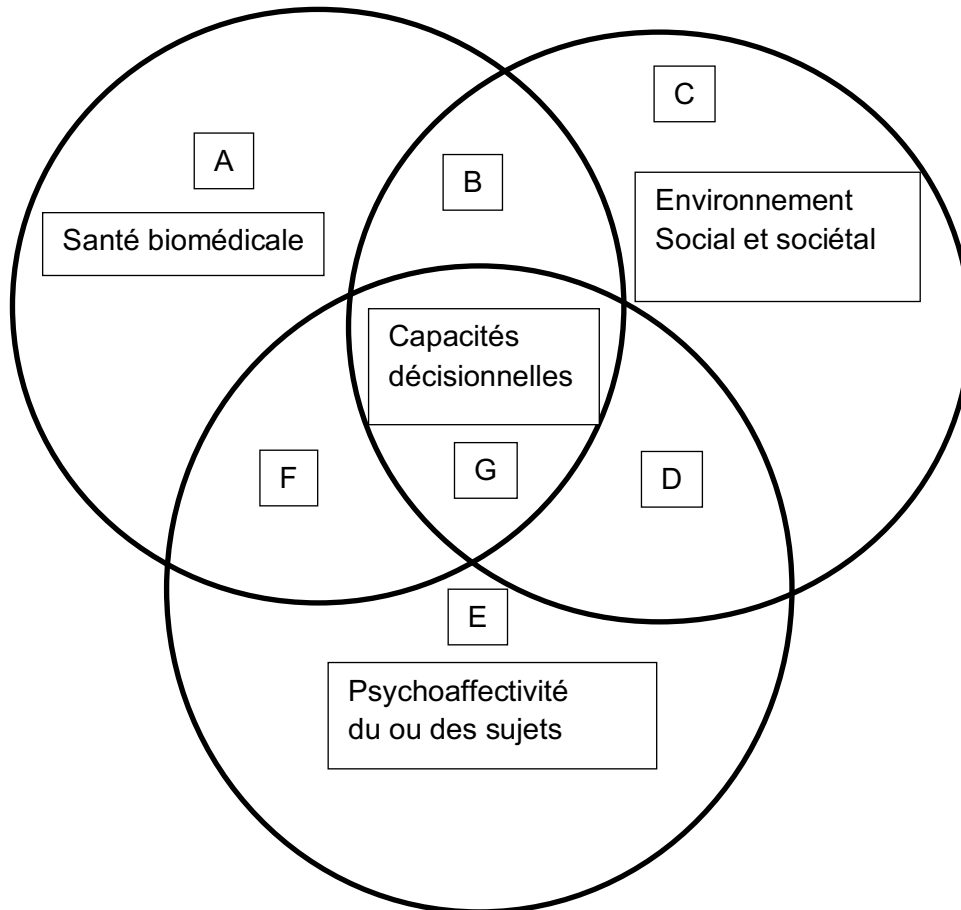 C
A
B
Environnement
Social et sociétal
Santé biomédicale
Capacités
décisionnelles
F
G
D
E
Psychoaffectivité
du ou des sujets